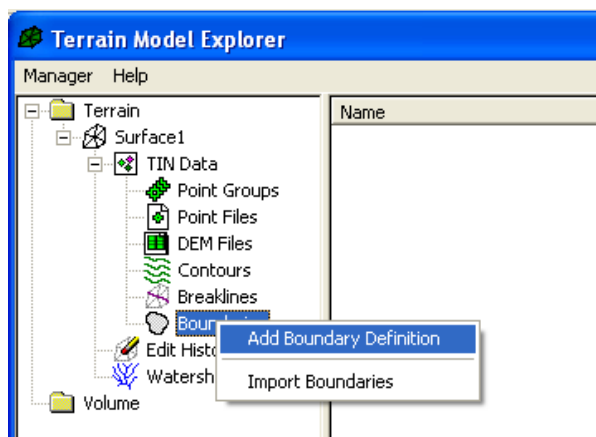 Terrain Model Explorer
Manager Help
Name
Terrain
Surface1
TIN Data
Point Groups
Point Files
DEM Files
Contours
Breaklines
Add Boundary Definition
Edit
Import Boundaries
Volume